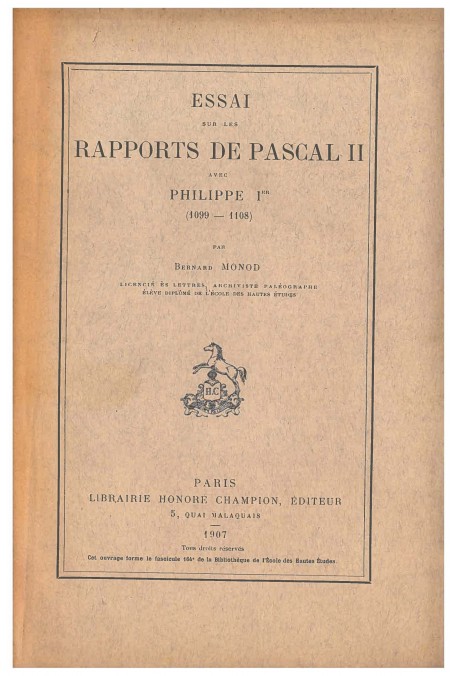 ESSAI
SUR LES
RAPPORTS DE PASCAL II
AVEC
PHILIPPE Iᴱᴿ
(1099 — 1108)
PAR
BERNARD MONOD
LICENCIÉ ÈS LETTRES, ARCHIVISTE PALÉOGRAPHE
ÉLÈVE DIPLÔMÉ DE L'ÉCOLE DES HAUTES ÉTUDES
H.C
PARIS
LIBRAIRIE HONORE CHAMPION, ÉDITEUR
5, QUAI MALAQUAIS
—
1907
Tous droits réservés
Cet ouvrage forme le fascicule 164ᵉ de la Bibliothèque de l'École des Hautes Études.